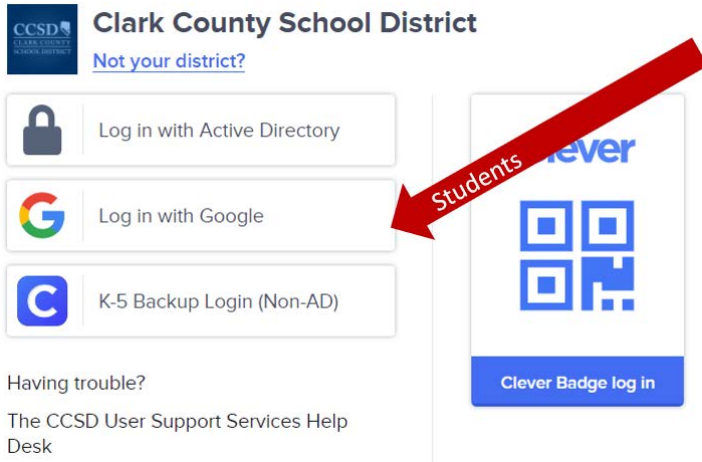 CCSD
CLARK COUNTY
SCHOOL DISTRICT
Clark County School District
Not your district?
Log in with Active Directory
Log in with Google
K-5 Backup Login (Non-AD)
Having trouble?
The CCSD User Support Services Help
Desk
Students
Clever Badge log in